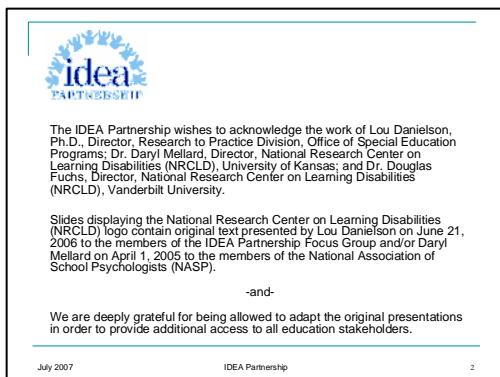 idea
PARTNERSHIP
The IDEA Partnership wishes to acknowledge the work of Lou Danielson,
Ph.D., Director, Research to Practice Division, Office of Special Education
Programs; Dr. Daryl Mellard, Director, National Research Center on
Learning Disabilities (NRCLD), University of Kansas; and Dr. Douglas
Fuchs, Director, National Research Center on Learning Disabilities
(NRCLD), Vanderbilt University.
Slides displaying the National Research Center on Learning Disabilities
(NRCLD) logo contain original text presented by Lou Danielson on June 21,
2006 to the members of the IDEA Partnership Focus Group and/or Daryl
Mellard on April 1, 2005 to the members of the National Association of
School Psychologists (NASP).
-and-
We are deeply grateful for being allowed to adapt the original presentations
in order to provide additional access to all education stakeholders.
July 2007 IDEA Partnership 2